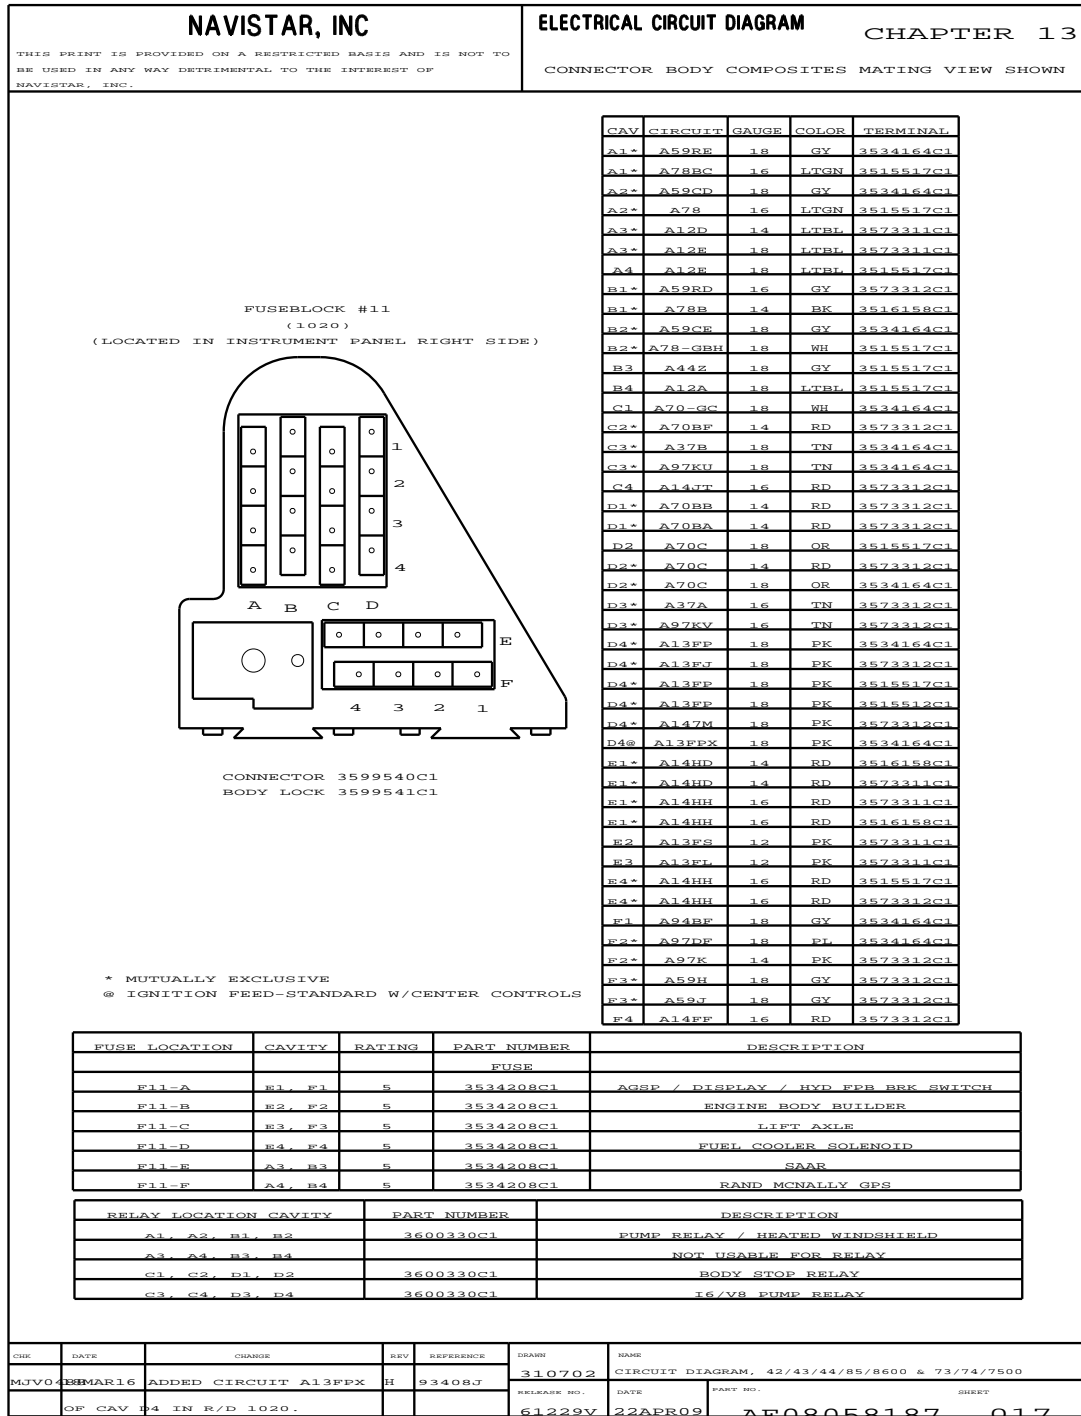 NAVISTAR, INC
THIS PRINT IS PROVIDED ON A RESTRICTED BASIS AND IS NOT TO
BE USED IN ANY WAY DETRIMENTAL TO THE INTEREST OF
NAVISTAR, INC.
ELECTRICAL CIRCUIT DIAGRAM
CHAPTER 13
CONNECTOR BODY COMPOSITES MATING VIEW SHOWN
CAV CIRCUIT GAUGE COLOR TERMINAL
A1* A59RE 18 GY 3534164C1
A1* A78BC 16 LTGN 3515517C1
A2* A59CD 18 GY 3534164C1
A2* A78 16 LTGN 3515517C1
A3* A12D 14 LTBL 3573311C1
A3* A12E 18 LTBL 3573311C1
A4 A12E 18 LTBL 3515517C1
B1* A59RD 16 GY 3573312C1
B1* A78B 14 BK 3516158C1
B2* A59CE 18 GY 3534164C1
B2* A78-GBH 18 WH 3515517C1
B3 A44Z 18 GY 3515517C1
B4 A12A 18 LTBL 3515517C1
C1 A70-GC 18 WH 3534164C1
C2* A70BF 14 RD 3573312C1
C3* A37B 18 TN 3534164C1
C3* A97KU 18 TN 3534164C1
C4 A14JT 16 RD 3573312C1
D1* A70BB 14 RD 3573312C1
D1* A70BA 14 RD 3573312C1
D2 A70C 18 OR 3515517C1
D2* A70C 14 RD 3573312C1
D2* A70C 18 OR 3534164C1
D3* A37A 16 TN 3573312C1
D3* A97KV 16 TN 3573312C1
D4* A13FP 18 PK 3534164C1
D4* A13FJ 18 PK 3573312C1
D4* A13FP 18 PK 3515517C1
D4* A13FP 18 PK 3515512C1
D4* A147M 18 PK 3573312C1
D4@ A13FPX 18 PK 3534164C1
E1* A14HD 14 RD 3516158C1
E1* A14HD 14 RD 3573311C1
E1* A14HH 16 RD 3573311C1
E1* A14HH 16 RD 3516158C1
E2 A13FS 12 PK 3573311C1
E3 A13FL 12 PK 3573311C1
E4* A14HH 16 RD 3515517C1
E4* A14HH 16 RD 3573312C1
F1 A94BF 18 GY 3534164C1
F2* A97DF 18 PL 3534164C1
F2* A97K 14 PK 3573312C1
F3* A59H 18 GY 3573312C1
F3* A59J 18 GY 3573312C1
F4 A14FF 16 RD 3573312C1
FUSEBLOCK #11
(1020)
(LOCATED IN INSTRUMENT PANEL RIGHT SIDE)
1
2
3
4
A B C D
E
F
4 3 2 1
CONNECTOR 3599540C1
BODY LOCK 3599541C1
* MUTUALLY EXCLUSIVE
@ IGNITION FEED-STANDARD W/CENTER CONTROLS
FUSE LOCATION CAVITY RATING PART NUMBER DESCRIPTION
FUSE
F11-A E1, F1 5 3534208C1 AGSP / DISPLAY / HYD FPB BRK SWITCH
F11-B E2, F2 5 3534208C1 ENGINE BODY BUILDER
F11-C E3, F3 5 3534208C1 LIFT AXLE
F11-D E4, F4 5 3534208C1 FUEL COOLER SOLENOID
F11-E A3, B3 5 3534208C1 SAAR
F11-F A4, B4 5 3534208C1 RAND MCNALLY GPS
RELAY LOCATION CAVITY PART NUMBER DESCRIPTION
A1, A2, B1, B2 3600330C1 PUMP RELAY / HEATED WINDSHIELD
A3, A4, B3, B4 NOT USABLE FOR RELAY
C1, C2, D1, D2 3600330C1 BODY STOP RELAY
C3, C4, D3, D4 3600330C1 I6/V8 PUMP RELAY
CHK DATE CHANGE REV REFERENCE
ADDED CIRCUIT A13FPX H 93408J
OF CAV D4 IN R/D 1020.
DRAWN NAME
310702 CIRCUIT DIAGRAM, 42/43/44/85/8600 & 73/74/7500
RELEASE NO. DATE PART NO. SHEET
61229V 22APR09 AE08058187 017